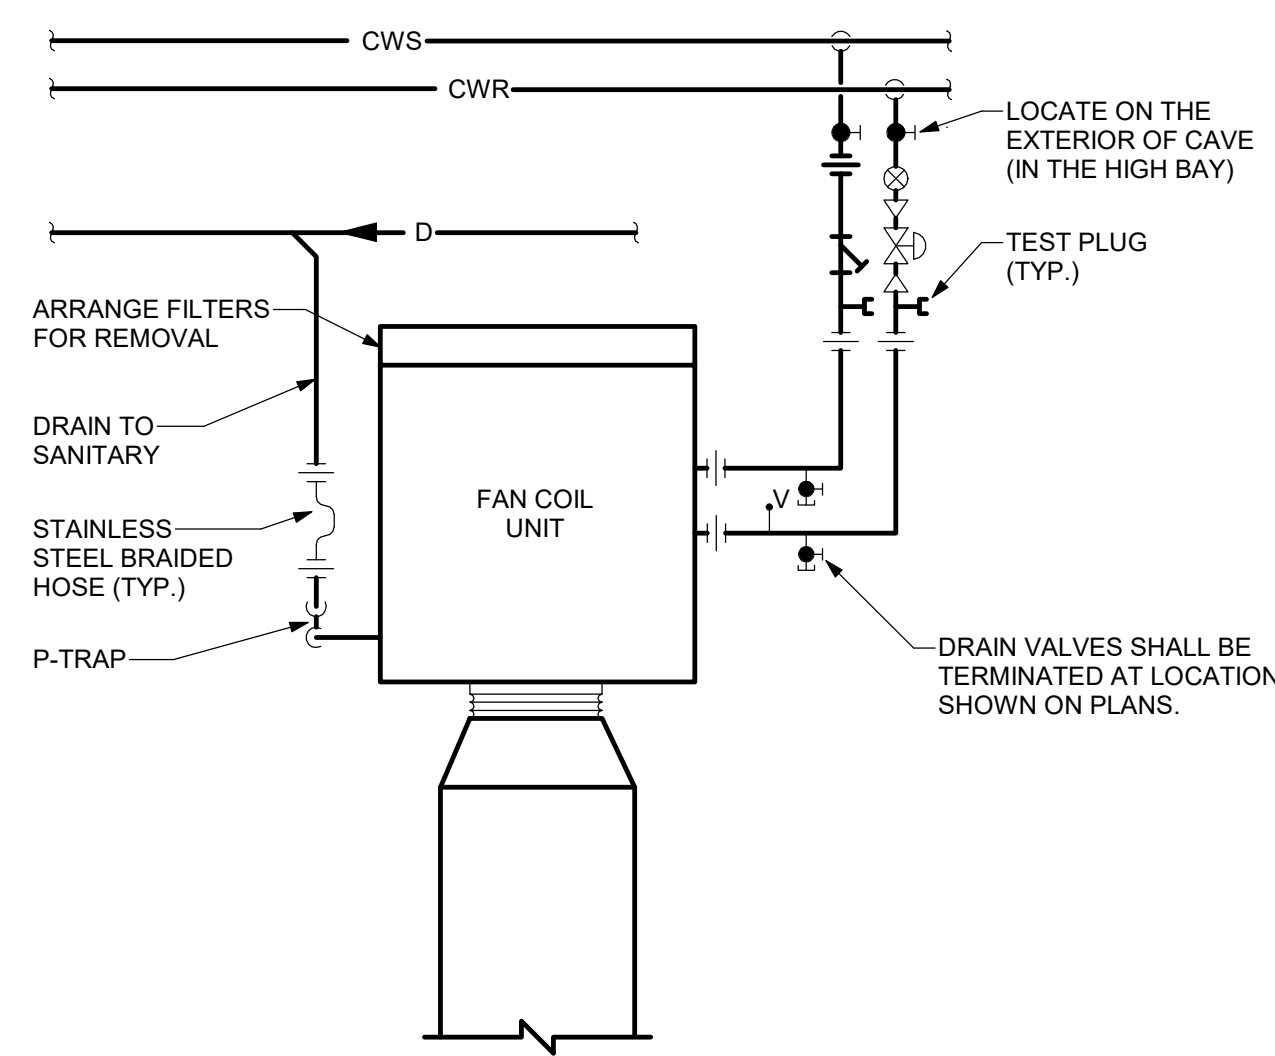 CWS
CWR
LOCATE ON THE
EXTERIOR OF CAVE
(IN THE HIGH BAY)
D
TEST PLUG
(TYP.)
ARRANGE FILTERS
FOR REMOVAL
DRAIN TO
SANITARY
STAINLESS
STEEL BRAIDED
HOSE (TYP.)
P-TRAP
FAN COIL
UNIT
V
DRAIN VALVES SHALL BE
TERMINATED AT LOCATION
SHOWN ON PLANS.